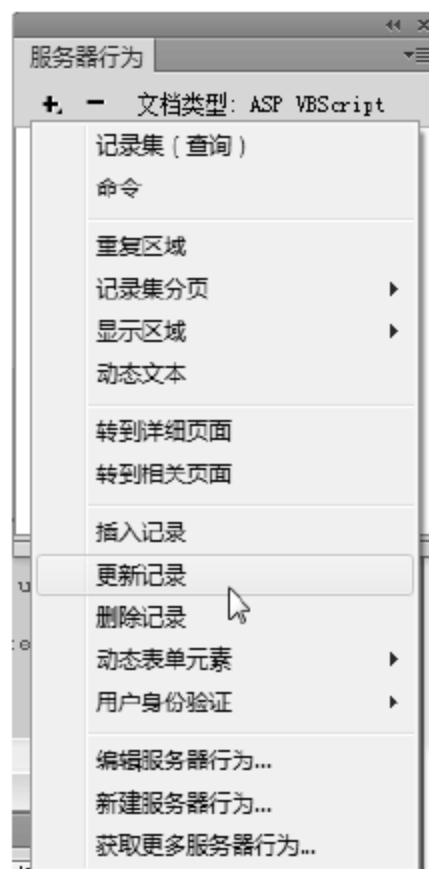 服务器行为
文档类型: ASP VBScript
记录集(查询)
命令
重复区域
记录集分页
显示区域
动态文本
转到详细页面
转到相关页面
插入记录
更新记录
删除记录
动态表单元素
用户身份验证
编辑服务器行为...
新建服务器行为...
获取更多服务器行为...